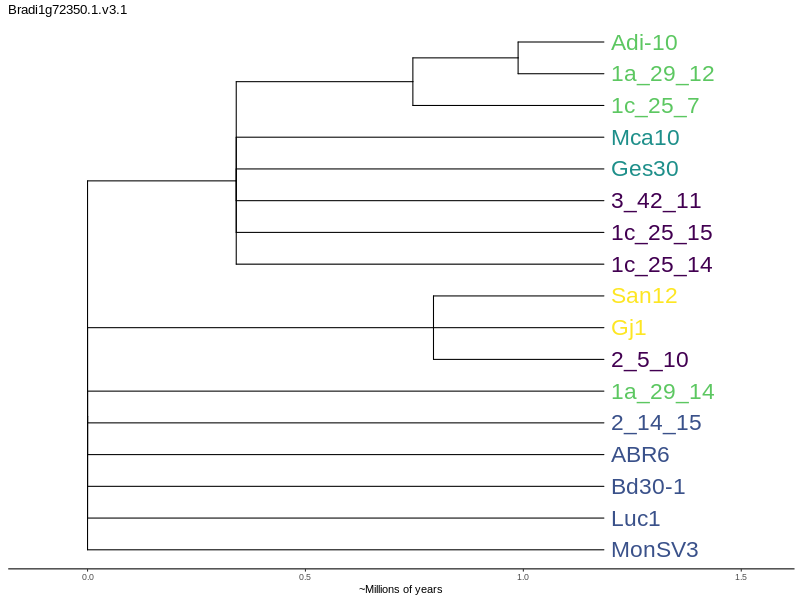 Bradi1g72350.1.v3.1
Adi-10
1a_29_12
1c_25_7
Mca10
Ges30
3_42_11
1c_25_15
1c_25_14
San12
Gj1
2_5_10
1a_29_14
2_14_15
ABR6
Bd30-1
Luc1
MonSV3
0.0 0.5 1.0 1.5
~Millions of years